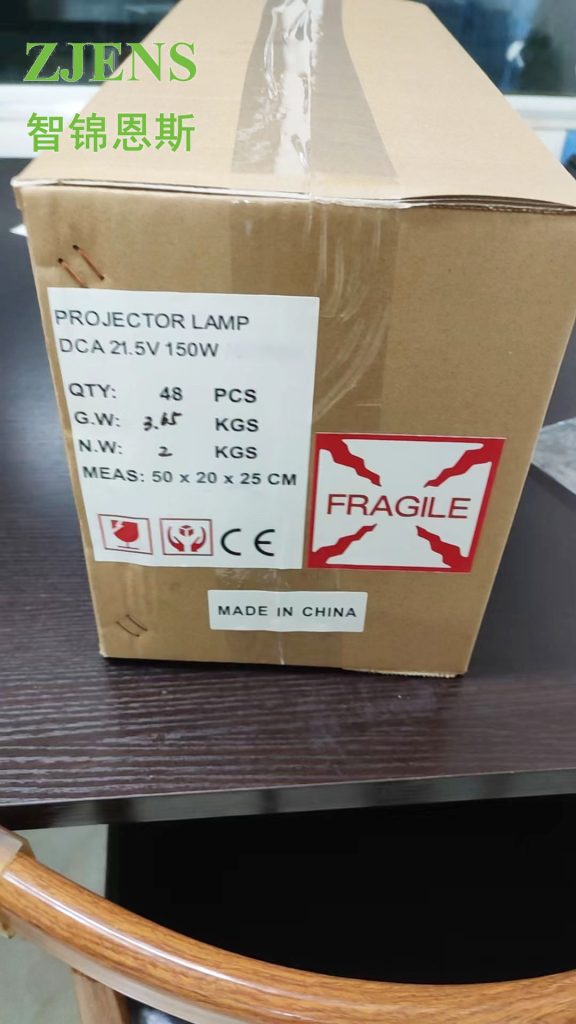 ZJENS
智锦恩斯
PROJECTOR LAMP
DCA 21.5V 150W
QTY: 48 PCS
G.W: 3.65 KGS
N.W: 2 KGS
MEAS: 50 x 20 x 25 CM
CE
FRAGILE
MADE IN CHINA